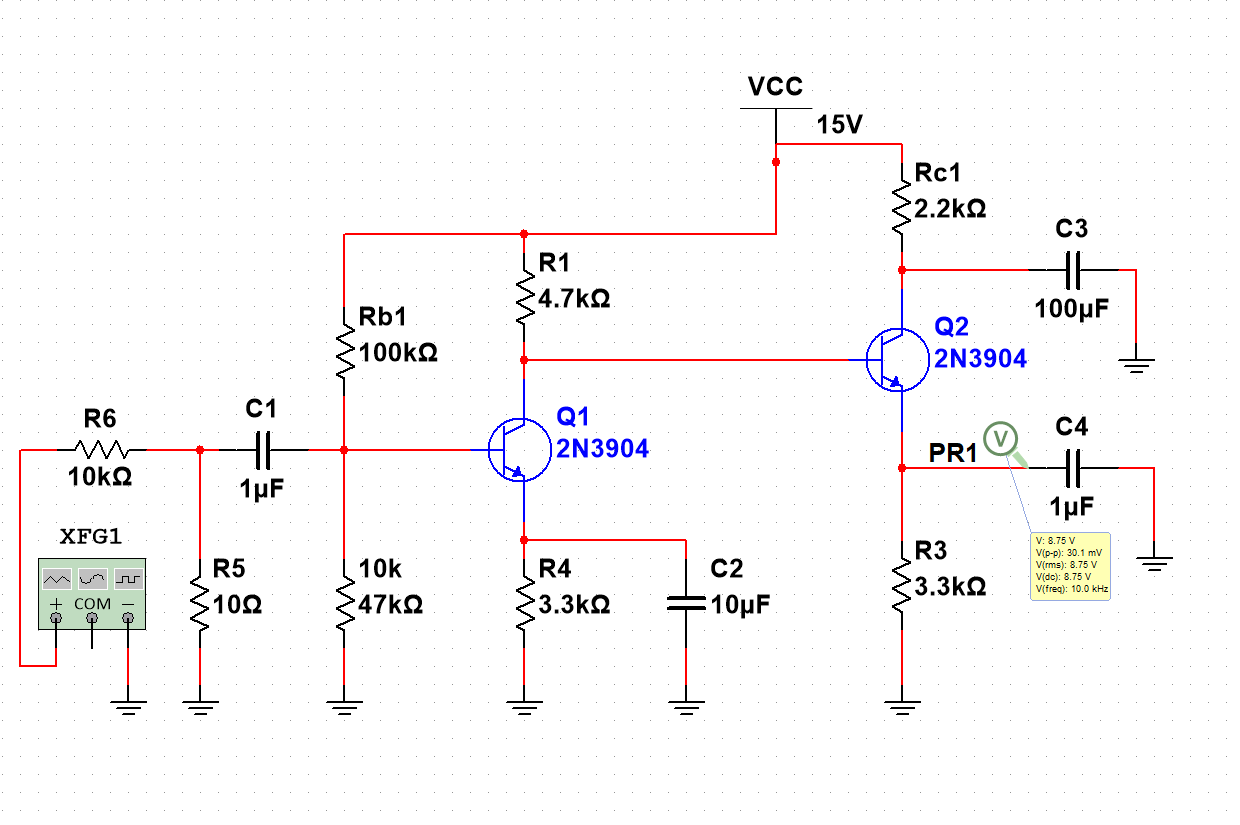 VCC
15V
Rc1
2.2kΩ
C3
100µF
R1
4.7kΩ
Rb1
100kΩ
Q2
2N3904
R6
10kΩ
C1
1µF
Q1
2N3904
PR1
V
C4
1µF
V: 8.75 V
V(p-p): 30.1 mV
V(rms): 8.75 V
V(dc): 8.75 V
V(freq): 10.0 kHz
XFG1
COM
R5
10Ω
10k
47kΩ
R4
3.3kΩ
C2
10µF
R3
3.3kΩ